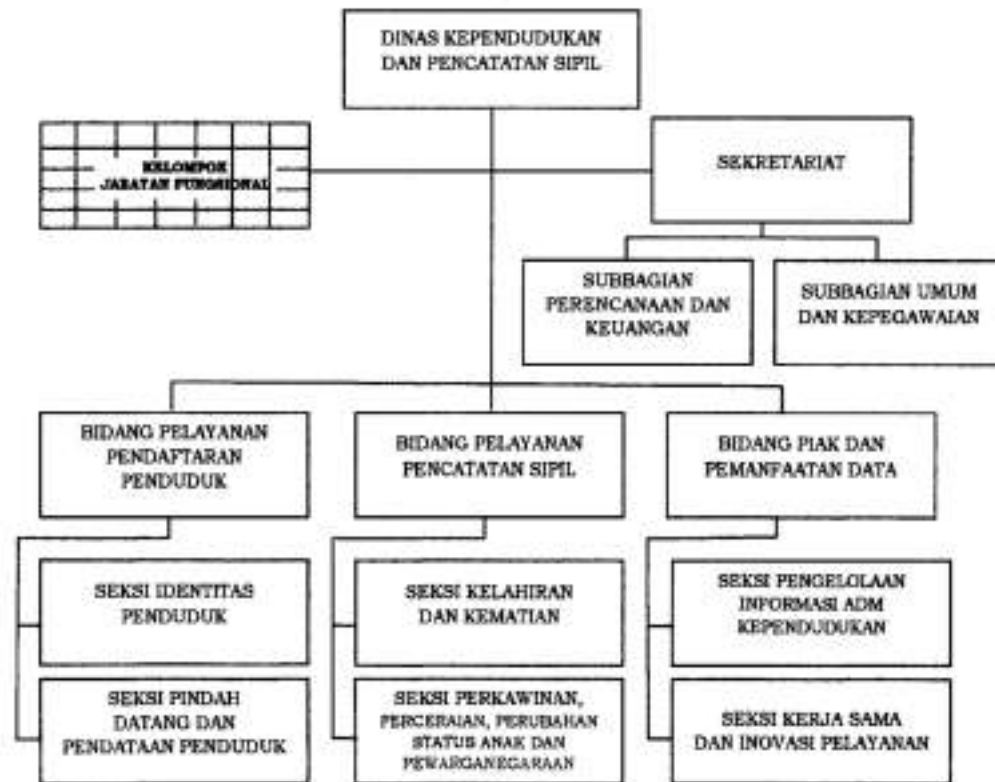 DINAS KEPENDUDUKAN
DAN PENCATATAN SIPIL
KELOMPOK
JABATAN FUNGSIONAL
SEKRETARIAT
SUBBAGIAN
PERENCANAAN DAN
KEUANGAN
SUBBAGIAN UMUM
DAN KEPEGAWAIAN
BIDANG PELAYANAN
PENDAFTARAN
PENDUDUK
BIDANG PELAYANAN
PENCATATAN SIPIL
BIDANG PIAK DAN
PEMANFAATAN DATA
SEKSI IDENTITAS
PENDUDUK
SEKSI KELAHIRAN
DAN KEMATIAN
SEKSI PENGELOLAAN
INFORMASI ADM
KEPENDUDUKAN
SEKSI PINDAH
DATANG DAN
PENDATAAN PENDUDUK
SEKSI PERKAWINAN,
PERCERAIAN, PERUBAHAN
STATUS ANAK DAN
PEWARGANEGARAAN
SEKSI KERJA SAMA
DAN INOVASI PELAYANAN